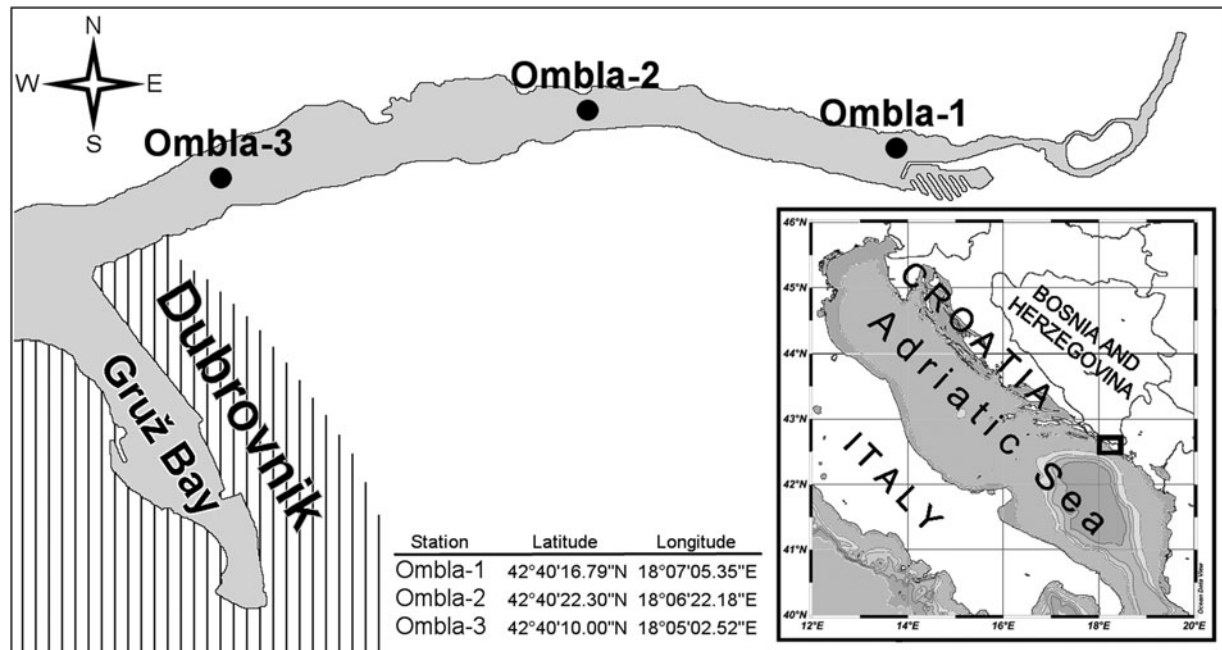 N
W E
S
Ombla-3
Ombla-2
Ombla-1
Dubrovnik
Gruž Bay
Station Latitude Longitude
Ombla-1 42°40'16.79"N 18°07'05.35"E
Ombla-2 42°40'22.30"N 18°06'22.18"E
Ombla-3 42°40'10.00"N 18°05'02.52"E
46°N
45°N
44°N
43°N
42°N
41°N
40°N
12°E 14°E 16°E 18°E 20°E
CROATIA
Adriatic Sea
BOSNIA AND
HERZEGOVINA
ITALY
Ocean Data View